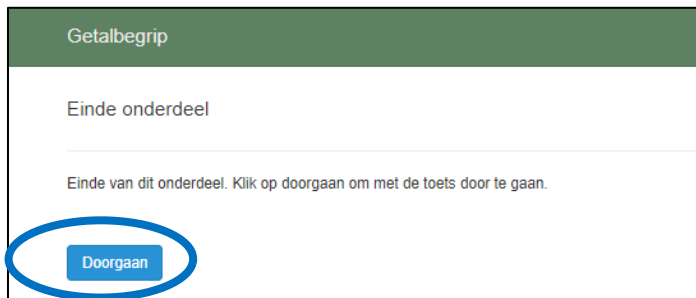 Getalbegrip
Einde onderdeel
Einde van dit onderdeel. Klik op doorgaan om met de toets door te gaan.
Doorgaan